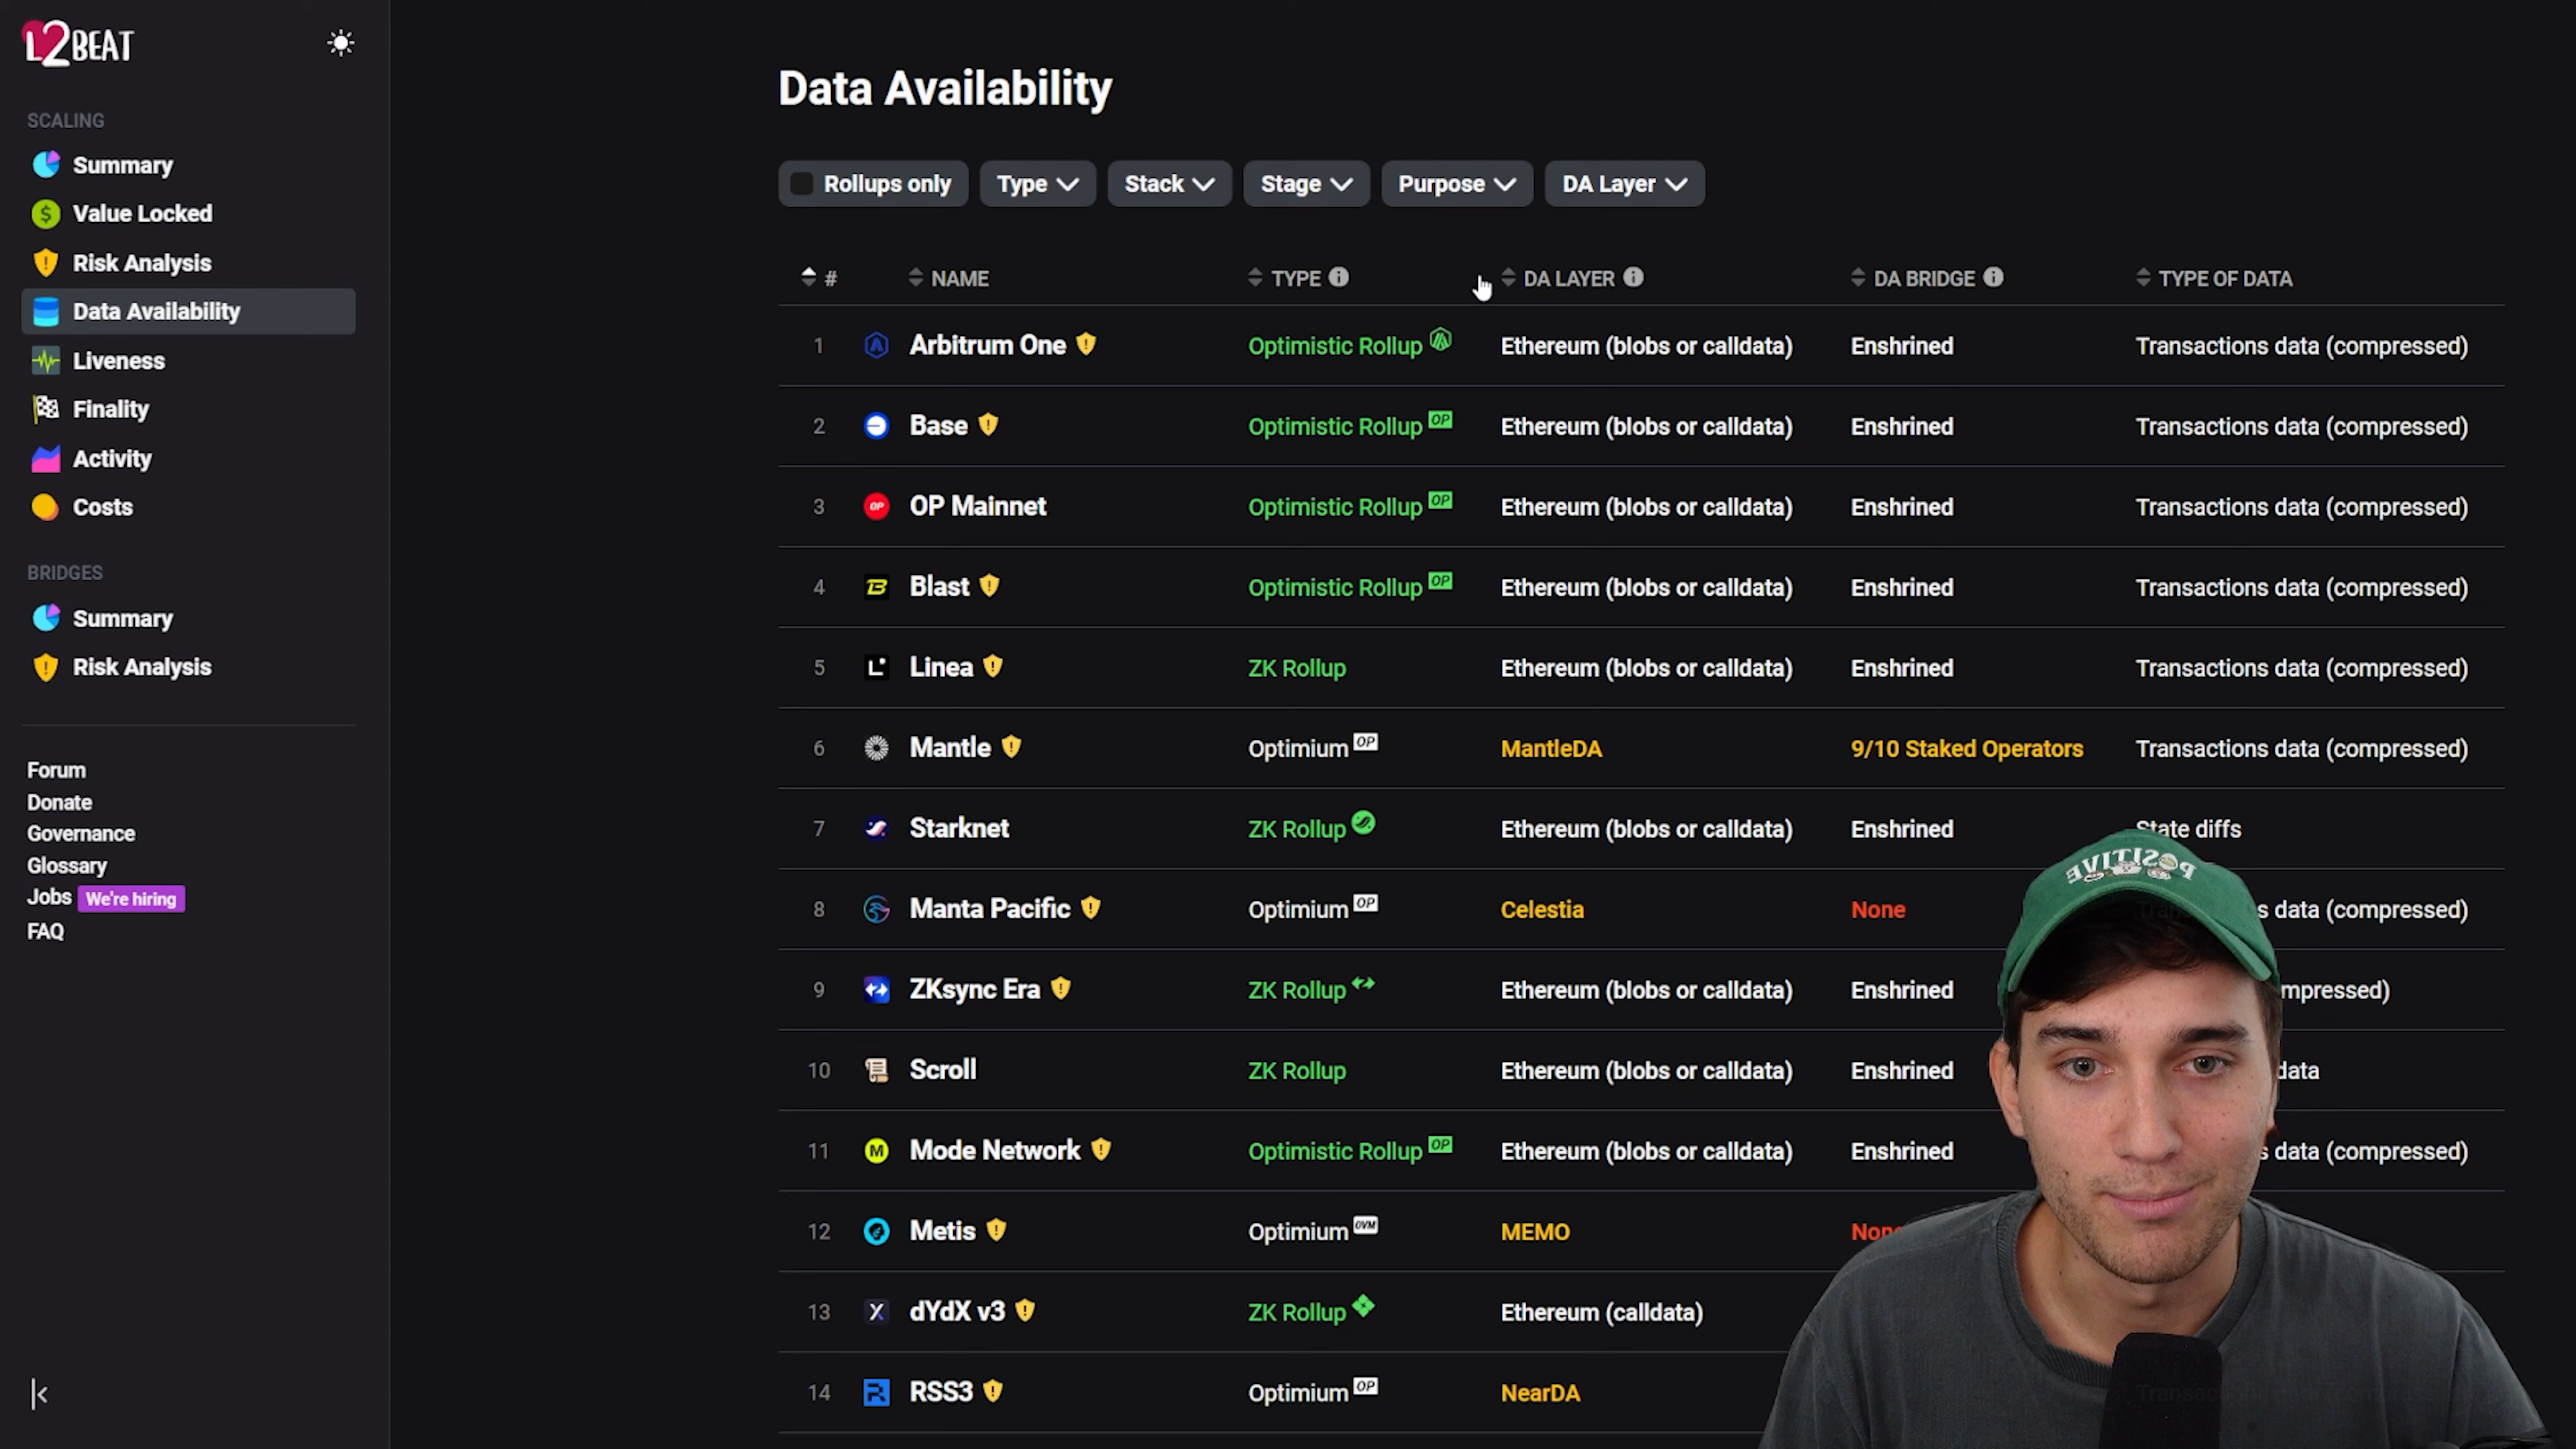 L2BEAT
SCALING
Summary
Value Locked
Risk Analysis
Data Availability
Liveness
Finality
Activity
Costs
BRIDGES
Summary
Risk Analysis
Forum
Donate
Governance
Glossary
Jobs We're hiring
FAQ
Data Availability
Rollups only Type Stack Stage Purpose DA Layer
# NAME TYPE DA LAYER DA BRIDGE TYPE OF DATA
1 Arbitrum One Optimistic Rollup Ethereum (blobs or calldata) Enshrined Transactions data (compressed)
2 Base Optimistic Rollup OP Ethereum (blobs or calldata) Enshrined Transactions data (compressed)
3 OP OP Mainnet Optimistic Rollup OP Ethereum (blobs or calldata) Enshrined Transactions data (compressed)
4 Blast Optimistic Rollup OP Ethereum (blobs or calldata) Enshrined Transactions data (compressed)
5 Linea ZK Rollup Ethereum (blobs or calldata) Enshrined Transactions data (compressed)
6 Mantle Optimium OP MantleDA 9/10 Staked Operators Transactions data (compressed)
7 Starknet ZK Rollup Ethereum (blobs or calldata) Enshrined State diffs
8 Manta Pacific Optimium OP Celestia None data (compressed)
9 ZKsync Era ZK Rollup Ethereum (blobs or calldata) Enshrined
10 Scroll ZK Rollup Ethereum (blobs or calldata) Enshrined data
11 Mode Network Optimistic Rollup OP Ethereum (blobs or calldata) Enshrined data (compressed)
12 Metis Optimium OVM MEMO None
13 dYdX v3 ZK Rollup Ethereum (calldata)
14 RSS3 Optimium OP NearDA
POSITIVE